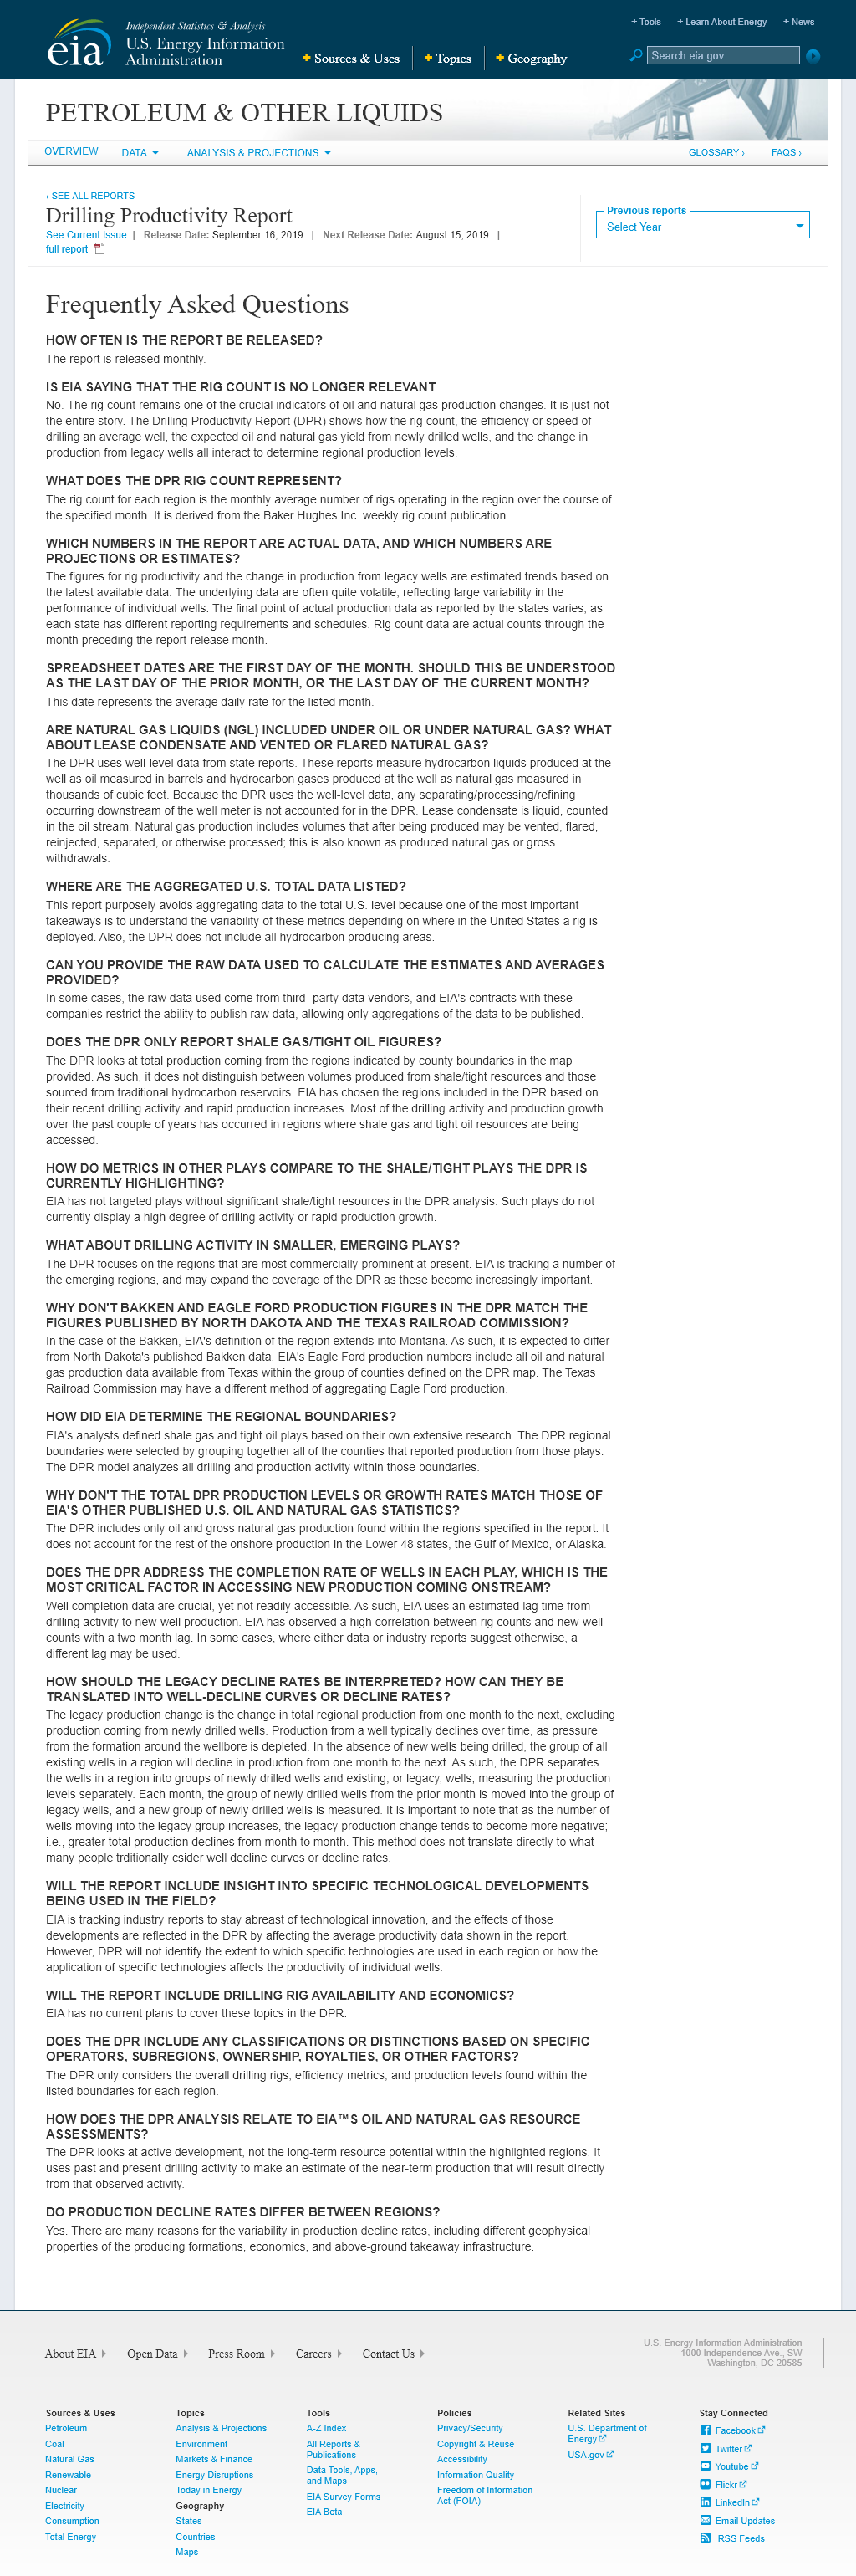 + Tools + Learn About Energy + News
eia
Independent Statistics & Analysis
U.S. Energy Information
Administration
+ Sources & Uses + Topics + Geography
Search eia.gov
PETROLEUM & OTHER LIQUIDS
OVERVIEW DATA ANALYSIS & PROJECTIONS GLOSSARY › FAQS ›
‹ SEE ALL REPORTS
Drilling Productivity Report
See Current Issue | Release Date: September 16, 2019 | Next Release Date: August 15, 2019 |
full report
Previous reports
Select Year
Frequently Asked Questions
HOW OFTEN IS THE REPORT BE RELEASED?
The report is released monthly.
IS EIA SAYING THAT THE RIG COUNT IS NO LONGER RELEVANT
No. The rig count remains one of the crucial indicators of oil and natural gas production changes. It is just not
the entire story. The Drilling Productivity Report (DPR) shows how the rig count, the efficiency or speed of
drilling an average well, the expected oil and natural gas yield from newly drilled wells, and the change in
production from legacy wells all interact to determine regional production levels.
WHAT DOES THE DPR RIG COUNT REPRESENT?
The rig count for each region is the monthly average number of rigs operating in the region over the course of
the specified month. It is derived from the Baker Hughes Inc. weekly rig count publication.
WHICH NUMBERS IN THE REPORT ARE ACTUAL DATA, AND WHICH NUMBERS ARE
PROJECTIONS OR ESTIMATES?
The figures for rig productivity and the change in production from legacy wells are estimated trends based on
the latest available data. The underlying data are often quite volatile, reflecting large variability in the
performance of individual wells. The final point of actual production data as reported by the states varies, as
each state has different reporting requirements and schedules. Rig count data are actual counts through the
month preceding the report-release month.
SPREADSHEET DATES ARE THE FIRST DAY OF THE MONTH. SHOULD THIS BE UNDERSTOOD
AS THE LAST DAY OF THE PRIOR MONTH, OR THE LAST DAY OF THE CURRENT MONTH?
This date represents the average daily rate for the listed month.
ARE NATURAL GAS LIQUIDS (NGL) INCLUDED UNDER OIL OR UNDER NATURAL GAS? WHAT
ABOUT LEASE CONDENSATE AND VENTED OR FLARED NATURAL GAS?
The DPR uses well-level data from state reports. These reports measure hydrocarbon liquids produced at the
well as oil measured in barrels and hydrocarbon gases produced at the well as natural gas measured in
thousands of cubic feet. Because the DPR uses the well-level data, any separating/processing/refining
occurring downstream of the well meter is not accounted for in the DPR. Lease condensate is liquid, counted
in the oil stream. Natural gas production includes volumes that after being produced may be vented, flared,
reinjected, separated, or otherwise processed; this is also known as produced natural gas or gross
withdrawals.
WHERE ARE THE AGGREGATED U.S. TOTAL DATA LISTED?
This report purposely avoids aggregating data to the total U.S. level because one of the most important
takeaways is to understand the variability of these metrics depending on where in the United States a rig is
deployed. Also, the DPR does not include all hydrocarbon producing areas.
CAN YOU PROVIDE THE RAW DATA USED TO CALCULATE THE ESTIMATES AND AVERAGES
PROVIDED?
In some cases, the raw data used come from third- party data vendors, and EIA's contracts with these
companies restrict the ability to publish raw data, allowing only aggregations of the data to be published.
DOES THE DPR ONLY REPORT SHALE GAS/TIGHT OIL FIGURES?
The DPR looks at total production coming from the regions indicated by county boundaries in the map
provided. As such, it does not distinguish between volumes produced from shale/tight resources and those
sourced from traditional hydrocarbon reservoirs. EIA has chosen the regions included in the DPR based on
their recent drilling activity and rapid production increases. Most of the drilling activity and production growth
over the past couple of years has occurred in regions where shale gas and tight oil resources are being
accessed.
HOW DO METRICS IN OTHER PLAYS COMPARE TO THE SHALE/TIGHT PLAYS THE DPR IS
CURRENTLY HIGHLIGHTING?
EIA has not targeted plays without significant shale/tight resources in the DPR analysis. Such plays do not
currently display a high degree of drilling activity or rapid production growth.
WHAT ABOUT DRILLING ACTIVITY IN SMALLER, EMERGING PLAYS?
The DPR focuses on the regions that are most commercially prominent at present. EIA is tracking a number of
the emerging regions, and may expand the coverage of the DPR as these become increasingly important.
WHY DON'T BAKKEN AND EAGLE FORD PRODUCTION FIGURES IN THE DPR MATCH THE
FIGURES PUBLISHED BY NORTH DAKOTA AND THE TEXAS RAILROAD COMMISSION?
In the case of the Bakken, EIA's definition of the region extends into Montana. As such, it is expected to differ
from North Dakota's published Bakken data. EIA's Eagle Ford production numbers include all oil and natural
gas production data available from Texas within the group of counties defined on the DPR map. The Texas
Railroad Commission may have a different method of aggregating Eagle Ford production.
HOW DID EIA DETERMINE THE REGIONAL BOUNDARIES?
EIA's analysts defined shale gas and tight oil plays based on their own extensive research. The DPR regional
boundaries were selected by grouping together all of the counties that reported production from those plays.
The DPR model analyzes all drilling and production activity within those boundaries.
WHY DON'T THE TOTAL DPR PRODUCTION LEVELS OR GROWTH RATES MATCH THOSE OF
EIA'S OTHER PUBLISHED U.S. OIL AND NATURAL GAS STATISTICS?
The DPR includes only oil and gross natural gas production found within the regions specified in the report. It
does not account for the rest of the onshore production in the Lower 48 states, the Gulf of Mexico, or Alaska.
DOES THE DPR ADDRESS THE COMPLETION RATE OF WELLS IN EACH PLAY, WHICH IS THE
MOST CRITICAL FACTOR IN ACCESSING NEW PRODUCTION COMING ONSTREAM?
Well completion data are crucial, yet not readily accessible. As such, EIA uses an estimated lag time from
drilling activity to new-well production. EIA has observed a high correlation between rig counts and new-well
counts with a two month lag. In some cases, where either data or industry reports suggest otherwise, a
different lag may be used.
HOW SHOULD THE LEGACY DECLINE RATES BE INTERPRETED? HOW CAN THEY BE
TRANSLATED INTO WELL-DECLINE CURVES OR DECLINE RATES?
The legacy production change is the change in total regional production from one month to the next, excluding
production coming from newly drilled wells. Production from a well typically declines over time, as pressure
from the formation around the wellbore is depleted. In the absence of new wells being drilled, the group of all
existing wells in a region will decline in production from one month to the next. As such, the DPR separates
the wells in a region into groups of newly drilled wells and existing, or legacy, wells, measuring the production
levels separately. Each month, the group of newly drilled wells from the prior month is moved into the group of
legacy wells, and a new group of newly drilled wells is measured. It is important to note that as the number of
wells moving into the legacy group increases, the legacy production change tends to become more negative;
i.e., greater total production declines from month to month. This method does not translate directly to what
many people trditionally csider well decline curves or decline rates.
WILL THE REPORT INCLUDE INSIGHT INTO SPECIFIC TECHNOLOGICAL DEVELOPMENTS
BEING USED IN THE FIELD?
EIA is tracking industry reports to stay abreast of technological innovation, and the effects of those
developments are reflected in the DPR by affecting the average productivity data shown in the report.
However, DPR will not identify the extent to which specific technologies are used in each region or how the
application of specific technologies affects the productivity of individual wells.
WILL THE REPORT INCLUDE DRILLING RIG AVAILABILITY AND ECONOMICS?
EIA has no current plans to cover these topics in the DPR.
DOES THE DPR INCLUDE ANY CLASSIFICATIONS OR DISTINCTIONS BASED ON SPECIFIC
OPERATORS, SUBREGIONS, OWNERSHIP, ROYALTIES, OR OTHER FACTORS?
The DPR only considers the overall drilling rigs, efficiency metrics, and production levels found within the
listed boundaries for each region.
HOW DOES THE DPR ANALYSIS RELATE TO EIA™S OIL AND NATURAL GAS RESOURCE
ASSESSMENTS?
The DPR looks at active development, not the long-term resource potential within the highlighted regions. It
uses past and present drilling activity to make an estimate of the near-term production that will result directly
from that observed activity.
DO PRODUCTION DECLINE RATES DIFFER BETWEEN REGIONS?
Yes. There are many reasons for the variability in production decline rates, including different geophysical
properties of the producing formations, economics, and above-ground takeaway infrastructure.
About EIA Open Data Press Room Careers Contact Us
U.S. Energy Information Administration
1000 Independence Ave., SW
Washington, DC 20585
Sources & Uses
Petroleum
Coal
Natural Gas
Renewable
Nuclear
Electricity
Consumption
Total Energy
Topics
Analysis & Projections
Environment
Markets & Finance
Energy Disruptions
Today in Energy
Geography
States
Countries
Maps
Tools
A-Z Index
All Reports &
Publications
Data Tools, Apps,
and Maps
EIA Survey Forms
EIA Beta
Policies
Privacy/Security
Copyright & Reuse
Accessibility
Information Quality
Freedom of Information
Act (FOIA)
Related Sites
U.S. Department of
Energy
USA.gov
Stay Connected
Facebook
Twitter
Youtube
Flickr
LinkedIn
Email Updates
RSS Feeds